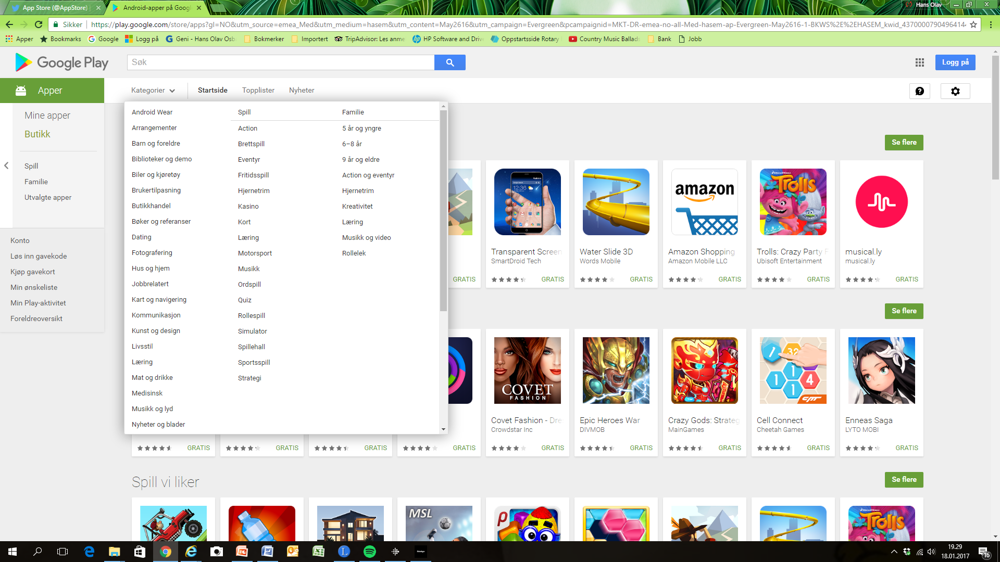 App Store (@AppStore)
Android-apper på Googl
Hans Olav
Sikker
https://play.google.com/store/apps?gl=NO&utm_source=emea_Med&utm_medium=hasem&utm_content=May2616&utm_campaign=Evergreen&pcampaignid=MKT-DR-emea-no-all-Med-hasem-ap-Evergreen-May2616-1-BKWS%2E%2EHASEM_kwid_4370000790496414
Apper
Bookmarks
Google
Logg på
Geni - Hans Olav Osb
Bokmerker
Importert
TripAdvisor: Les anme
HP Software and Driv
Oppstartsside Rotary
Country Music Ballads
Bank
Jobb
Google Play
Søk
Logg på
Apper
Kategorier
Startside
Topplister
Nyheter
Mine apper
Butikk
Spill
Familie
Utvalgte apper
Konto
Løs inn gavekode
Kjøp gavekort
Min ønskeliste
Min Play-aktivitet
Foreldreoversikt
Android Wear
Arrangementer
Barn og foreldre
Biblioteker og demo
Biler og kjøretøy
Brukertilpasning
Butikkhandel
Bøker og referanser
Dating
Fotografering
Hus og hjem
Jobbrelatert
Kart og navigering
Kommunikasjon
Kunst og design
Livsstil
Læring
Mat og drikke
Medisinsk
Musikk og lyd
Nyheter og blader
Spill
Action
Brettspill
Eventyr
Fritidsspill
Hjernetrim
Kasino
Kort
Læring
Motorsport
Musikk
Ordspill
Quiz
Rollespill
Simulator
Spillehall
Sportsspill
Strategi
Familie
5 år og yngre
6–8 år
9 år og eldre
Action og eventyr
Hjernetrim
Kreativitet
Læring
Musikk og video
Rollelek
Se flere
12:36
amazon
Trolls
GRATIS
Transparent Screen
SmartDroid Tech
GRATIS
Water Slide 3D
Words Mobile
GRATIS
Amazon Shopping
Amazon Mobile LLC
GRATIS
Trolls: Crazy Party F
Ubisoft Entertainment
GRATIS
musical.ly
musical.ly
GRATIS
Se flere
COVET
FASHION
1 32
1
1 4
1
CMT
GRATIS
GRATIS
GRATIS
GRATIS
Covet Fashion - Dre
Crowdstar Inc
GRATIS
Epic Heroes War
DIVMOB
GRATIS
Crazy Gods: Strateg
MainGames
GRATIS
Cell Connect
Cheetah Games
GRATIS
Enneas Saga
LYTO MOBI
GRATIS
Spill vi liker
Se flere
MSL
P
Trolls
19.29
18.01.2017
16